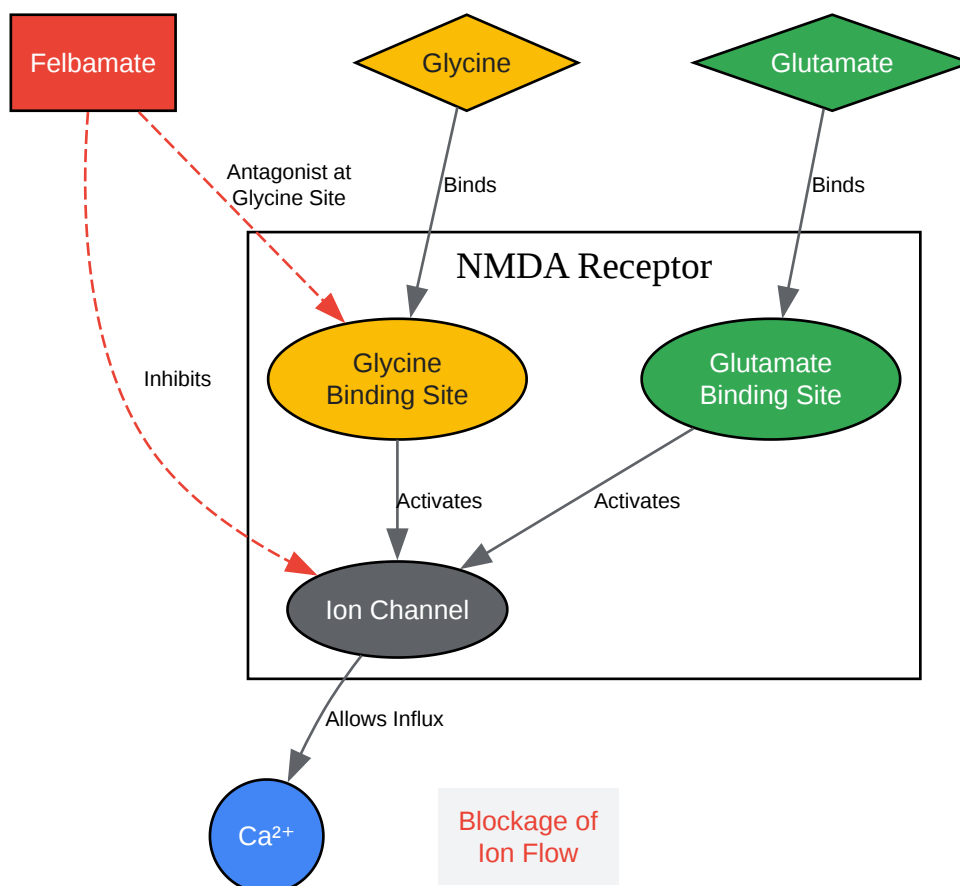 Felbamate
Glycine
Glutamate
Antagonist at
Glycine Site
Binds
Binds
NMDA Receptor
Glycine
Binding Site
Glutamate
Binding Site
Inhibits
Activates
Activates
Ion Channel
Allows Influx
Ca²⁺
Blockage of
Ion Flow